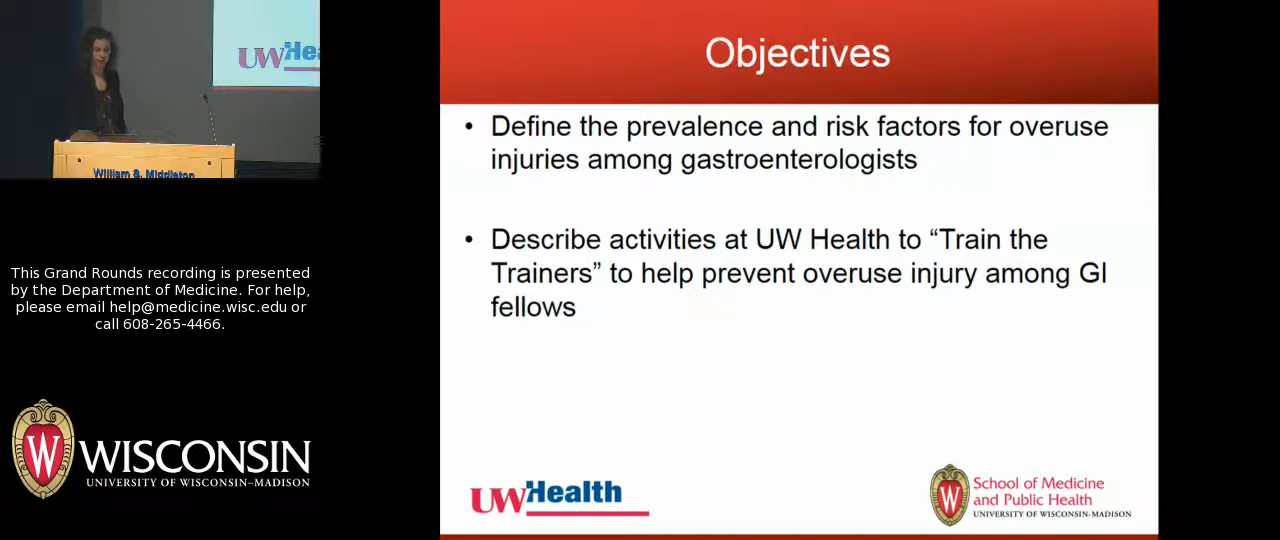 UWHea
William S. Middleton
This Grand Rounds recording is presented
by the Department of Medicine. For help,
please email help@medicine.wisc.edu or
call 608-265-4466.
W
WISCONSIN
UNIVERSITY OF WISCONSIN–MADISON
Objectives
• Define the prevalence and risk factors for overuse
injuries among gastroenterologists
• Describe activities at UW Health to “Train the
Trainers” to help prevent overuse injury among GI
fellows
UWHealth
W
School of Medicine
and Public Health
UNIVERSITY OF WISCONSIN-MADISON